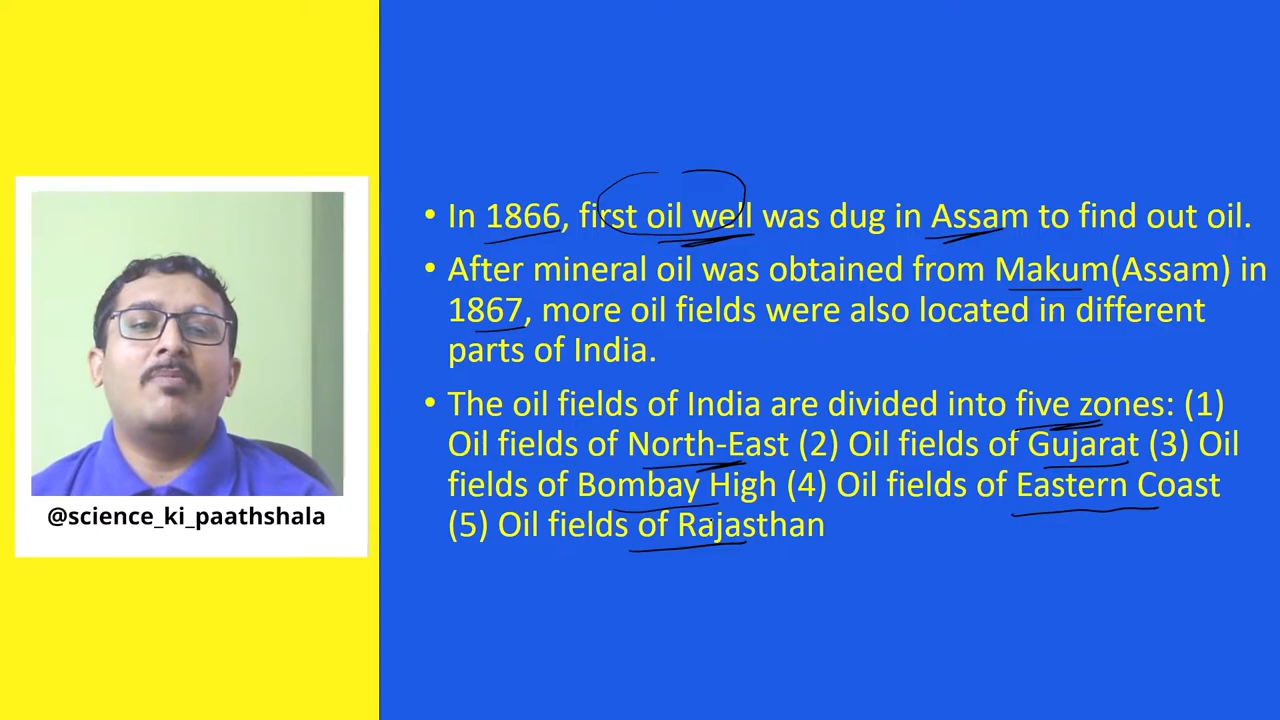 • In 1866, first oil well was dug in Assam to find out oil.
• After mineral oil was obtained from Makum(Assam) in
1867, more oil fields were also located in different
parts of India.
• The oil fields of India are divided into five zones: (1)
Oil fields of North-East (2) Oil fields of Gujarat (3) Oil
fields of Bombay High (4) Oil fields of Eastern Coast
(5) Oil fields of Rajasthan
@science_ki_paathshala